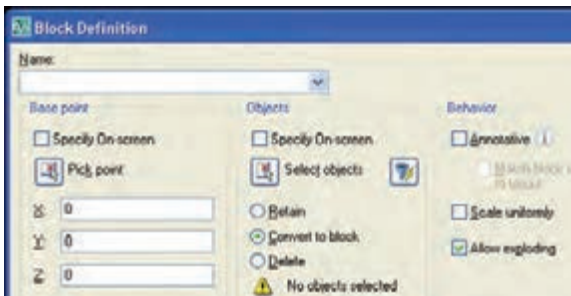 Block Definition
Name:
Base point
Specify On-screen
Pick point
X: 0
Y: 0
Z: 0
Objects
Specify On-screen
Select objects
Retain
Convert to block
Delete
No objects selected
Behavior
Annotative
Scale uniformly
Allow exploding